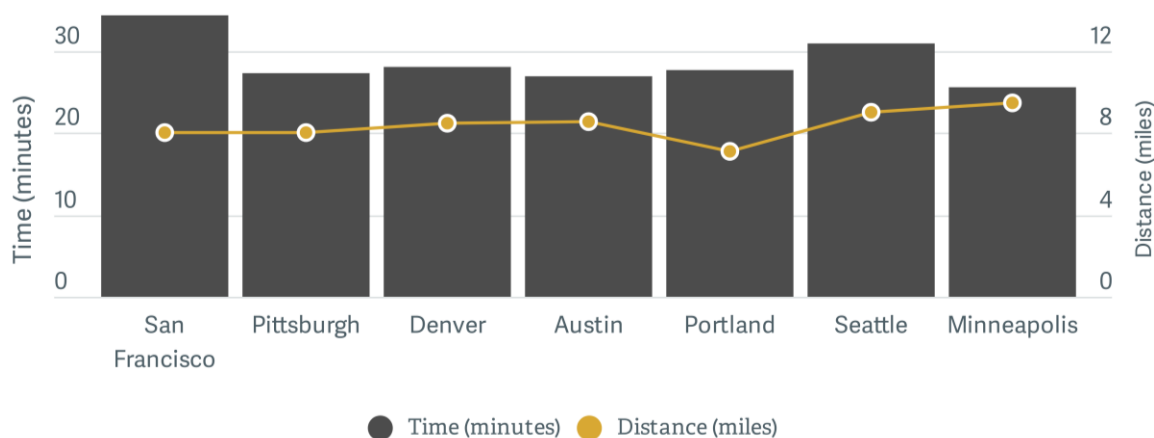 Time (minutes)
30
20
10
0
12
8
4
0
Distance (miles)
San
Francisco
Pittsburgh
Denver
Austin
Portland
Seattle
Minneapolis
Time (minutes)
Distance (miles)